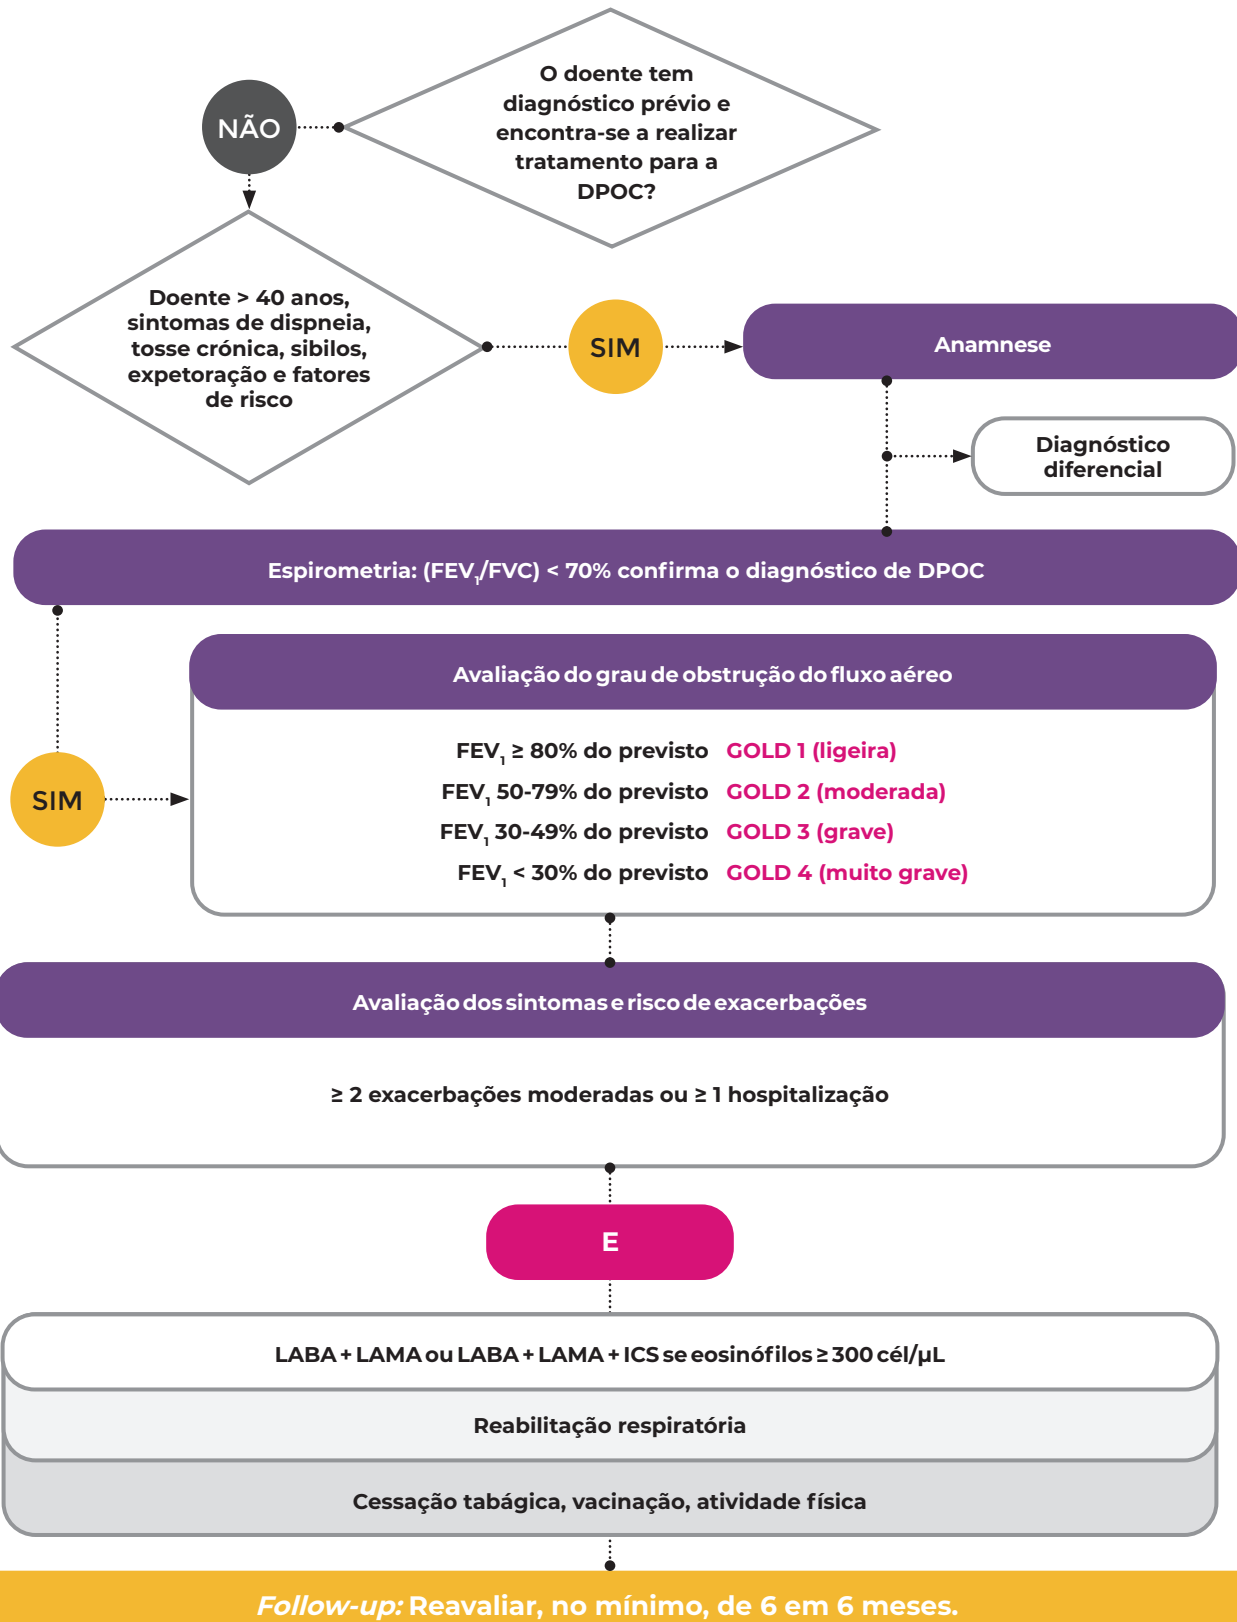 O doente tem
diagnóstico prévio e
encontra-se a realizar
tratamento para a
DPOC?
NÃO
Doente > 40 anos,
sintomas de dispneia,
tosse crónica, sibilos,
expetoração e fatores
de risco
SIM
Anamnese
Diagnóstico
diferencial
Espirometria: (FEV₁/FVC) < 70% confirma o diagnóstico de DPOC
SIM
Avaliação do grau de obstrução do fluxo aéreo
FEV₁ ≥ 80% do previsto GOLD 1 (ligeira)
FEV₁ 50-79% do previsto GOLD 2 (moderada)
FEV₁ 30-49% do previsto GOLD 3 (grave)
FEV₁ < 30% do previsto GOLD 4 (muito grave)
Avaliação dos sintomas e risco de exacerbações
≥ 2 exacerbações moderadas ou ≥ 1 hospitalização
E
LABA + LAMA ou LABA + LAMA + ICS se eosinófilos ≥ 300 cél/µL
Reabilitação respiratória
Cessação tabágica, vacinação, atividade física
Follow-up: Reavaliar, no mínimo, de 6 em 6 meses.